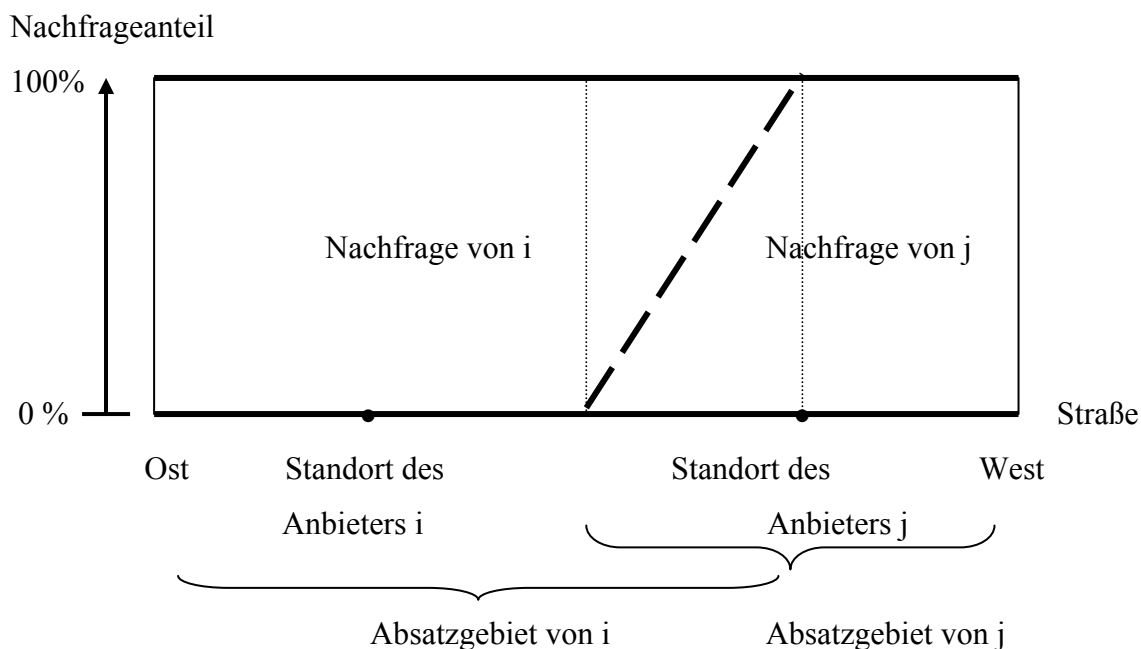 Nachfrageanteil
100%
Nachfrage von i Nachfrage von j
0 % Straße
Ost Standort des Standort des West
Anbieters i Anbieters j
Absatzgebiet von i Absatzgebiet von j